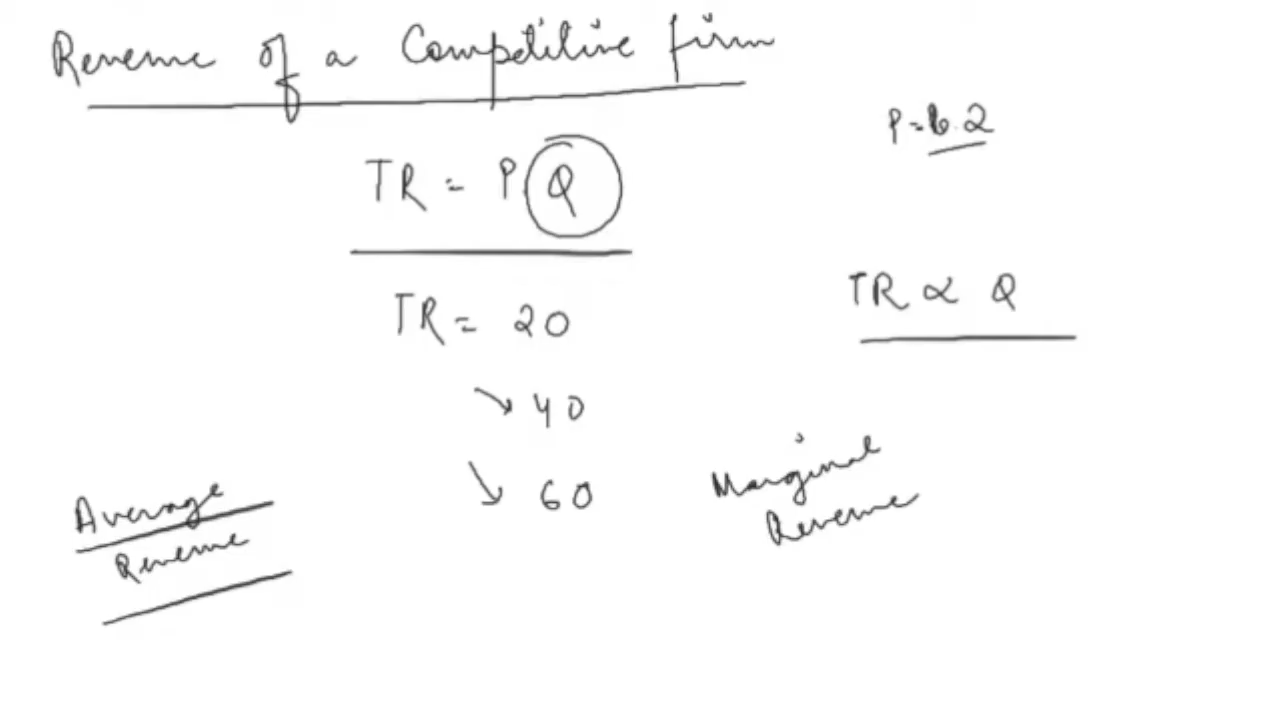 Revenue of a Competitive firm
P = 6.2
TR = P Q
TR ∝ Q
TR = 20
↘ 40
↘ 60
Average
Revenue
Marginal
Revenue